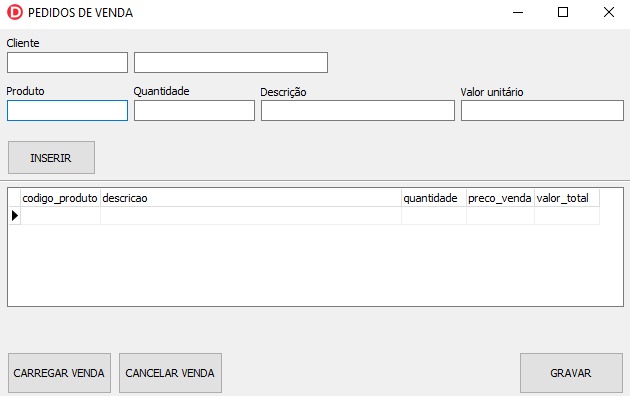 D PEDIDOS DE VENDA
Cliente
Produto Quantidade Descrição Valor unitário
INSERIR
codigo_produto descricao quantidade preco_venda valor_total
CARREGAR VENDA CANCELAR VENDA GRAVAR